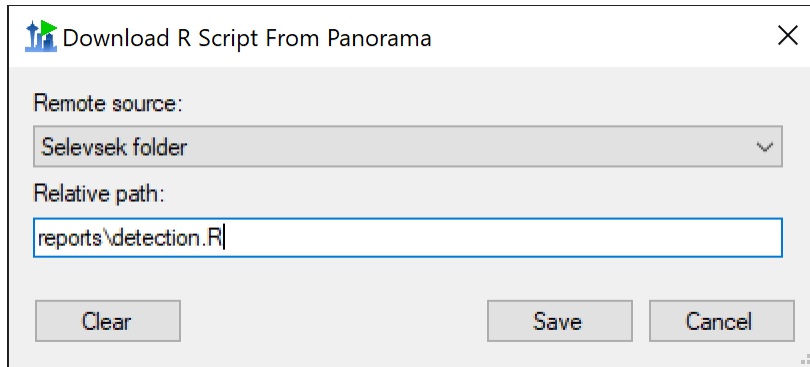 Download R Script From Panorama
Remote source:
Selevsek folder
Relative path:
reports\detection.R
Clear Save Cancel